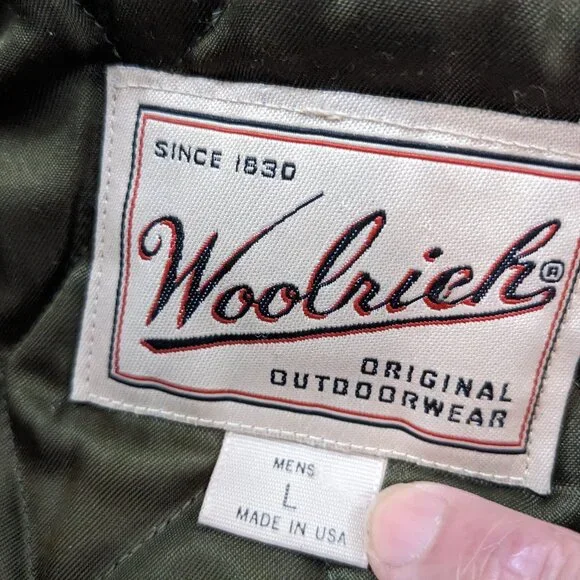 SINCE 1830
Woolrich®
ORIGINAL
OUTDOORWEAR
MENS
L
MADE IN USA